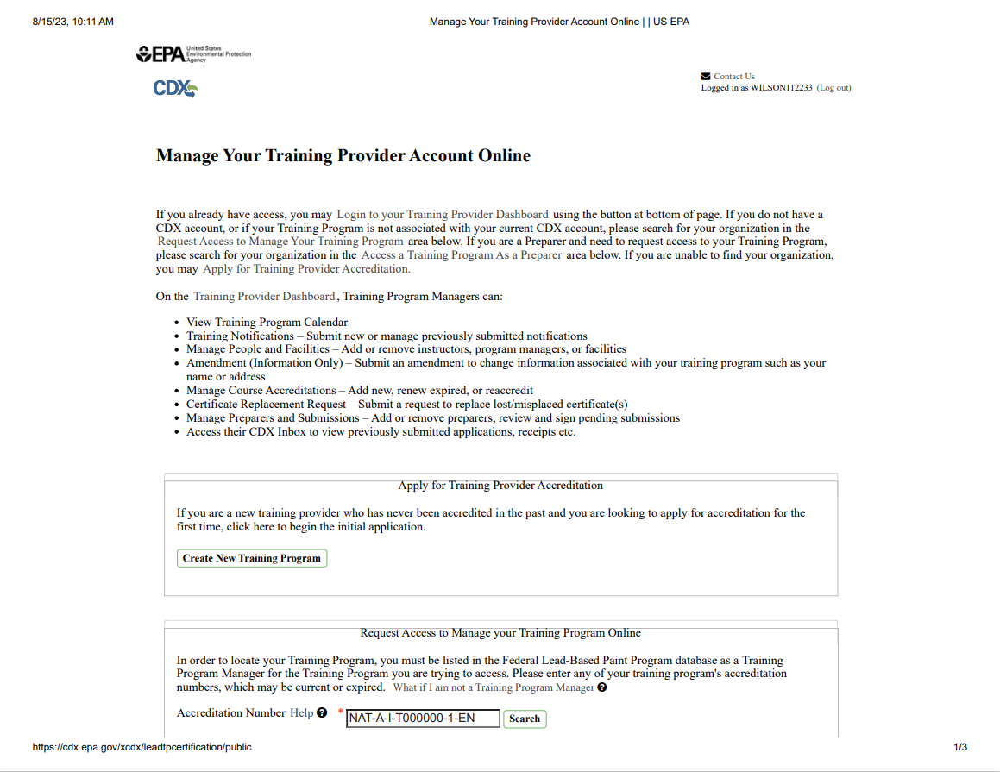 8/15/23, 10:11 AM
Manage Your Training Provider Account Online | | US EPA
EPA United States
Environmental Protection
Agency
CDX
Contact Us
Logged in as WILSON112233 (Log out)
Manage Your Training Provider Account Online
If you already have access, you may Login to your Training Provider Dashboard using the button at bottom of page. If you do not have a
CDX account, or if your Training Program is not associated with your current CDX account, please search for your organization in the
Request Access to Manage Your Training Program area below. If you are a Preparer and need to request access to your Training Program,
please search for your organization in the Access a Training Program As a Preparer area below. If you are unable to find your organization,
you may Apply for Training Provider Accreditation.
On the Training Provider Dashboard, Training Program Managers can:
• View Training Program Calendar
• Training Notifications – Submit new or manage previously submitted notifications
• Manage People and Facilities – Add or remove instructors, program managers, or facilities
• Amendment (Information Only) – Submit an amendment to change information associated with your training program such as your
name or address
• Manage Course Accreditations – Add new, renew expired, or reaccredit
• Certificate Replacement Request – Submit a request to replace lost/misplaced certificate(s)
• Manage Preparers and Submissions – Add or remove preparers, review and sign pending submissions
• Access their CDX Inbox to view previously submitted applications, receipts etc.
Apply for Training Provider Accreditation
If you are a new training provider who has never been accredited in the past and you are looking to apply for accreditation for the
first time, click here to begin the initial application.
Create New Training Program
Request Access to Manage your Training Program Online
In order to locate your Training Program, you must be listed in the Federal Lead-Based Paint Program database as a Training
Program Manager for the Training Program you are trying to access. Please enter any of your training program's accreditation
numbers, which may be current or expired. What if I am not a Training Program Manager ?
Accreditation Number Help ? * NAT-A-I-T000000-1-EN Search
https://cdx.epa.gov/xcdx/leadtpcertification/public
1/3